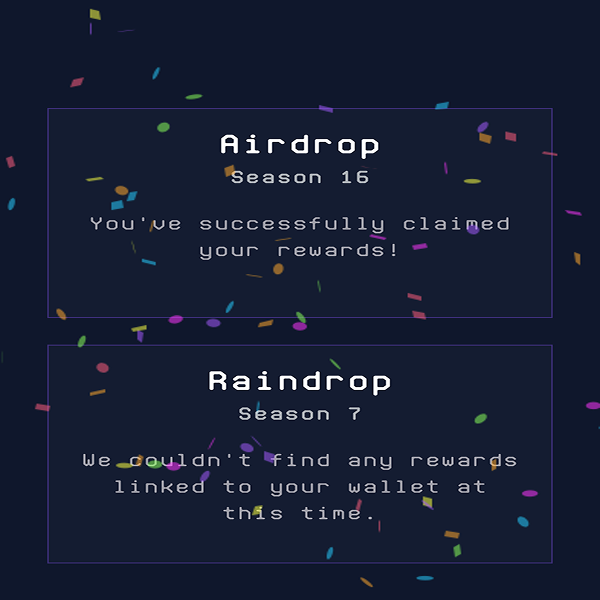 Airdrop
Season 16
You've successfully claimed
your rewards!
Raindrop
Season 7
We couldn't find any rewards
linked to your wallet at
this time.